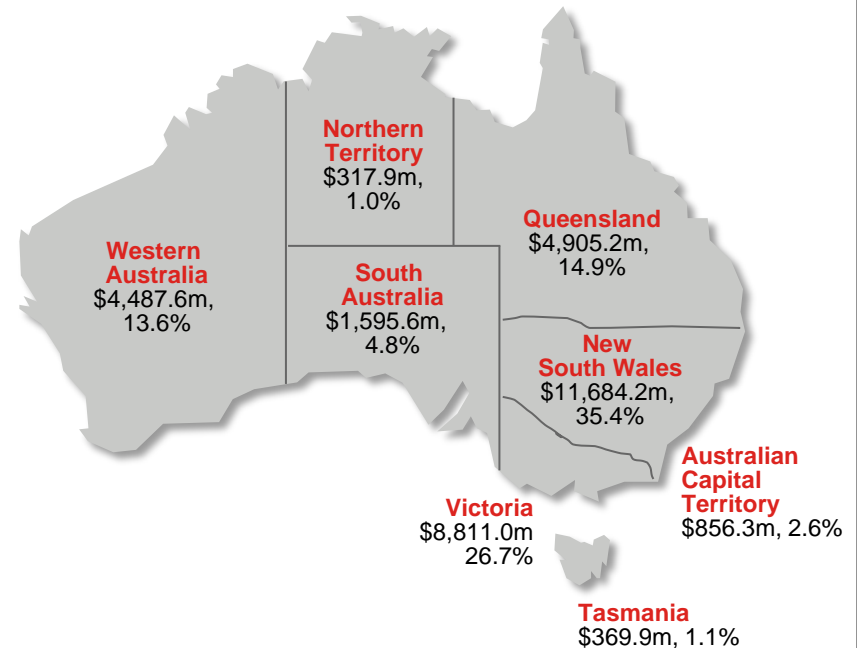 Northern
Territory
$317.9m,
1.0%
Queensland
$4,905.2m,
14.9%
Western
Australia
$4,487.6m,
13.6%
South
Australia
$1,595.6m,
4.8%
New
South Wales
$11,684.2m,
35.4%
Australian
Capital
Territory
$856.3m, 2.6%
Victoria
$8,811.0m
26.7%
Tasmania
$369.9m, 1.1%